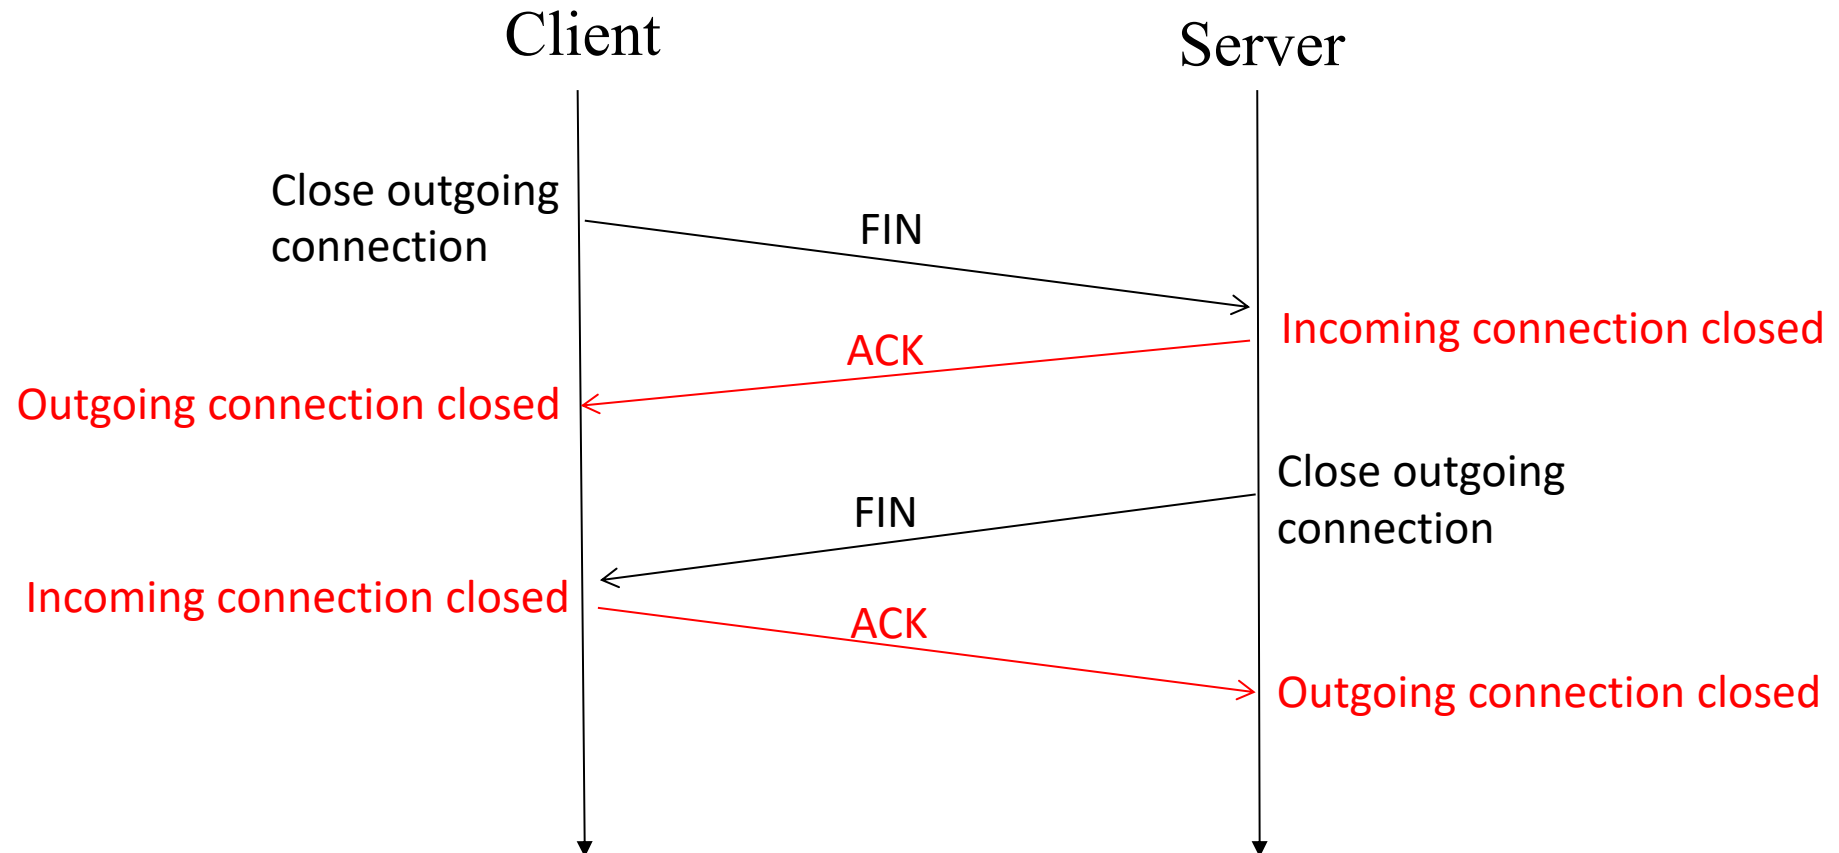 Client
Server
Close outgoing
connection
FIN
Incoming connection closed
ACK
Outgoing connection closed
Close outgoing
connection
FIN
Incoming connection closed
ACK
Outgoing connection closed